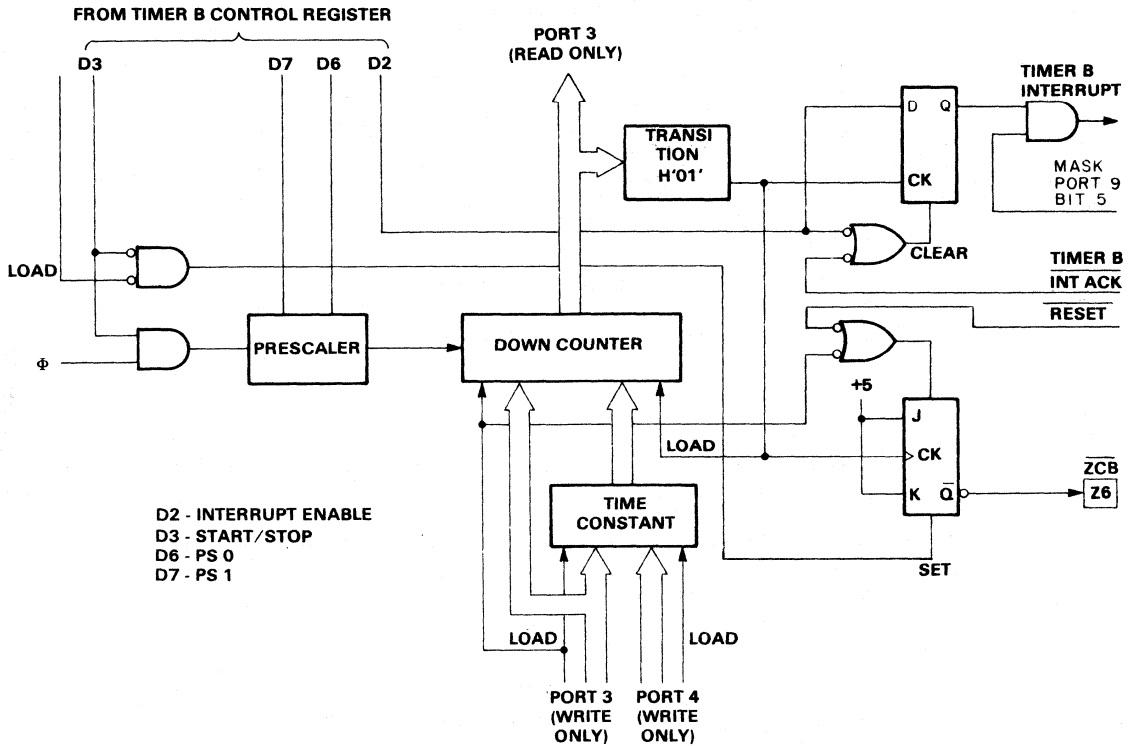 FROM TIMER B CONTROL REGISTER
D3
D7
D6
D2
PORT 3
(READ ONLY)
TRANSI
TION
H'01'
D
Q
CK
TIMER B
INTERRUPT
MASK
PORT 9
BIT 5
CLEAR
LOAD
Φ
PRESCALER
DOWN COUNTER
TIMER B
INT ACK
RESET
+5
J
CK
K
Q
ZCB
Z6
SET
LOAD
TIME
CONSTANT
D2 - INTERRUPT ENABLE
D3 - START/STOP
D6 - PS 0
D7 - PS 1
LOAD
LOAD
PORT 3
(WRITE
ONLY)
PORT 4
(WRITE
ONLY)